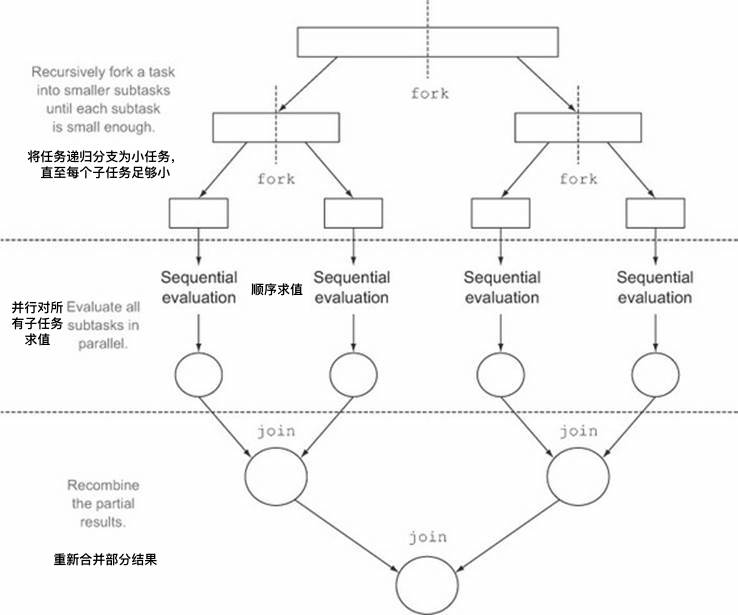 fork
Recursively fork a task
into smaller subtasks
until each subtask
is small enough.
将任务递归分支为小任务，
直至每个子任务足够小
fork
fork
Sequential
evaluation
顺序求值
Sequential
evaluation
Sequential
evaluation
Sequential
evaluation
并行对所
有子任务
求值
Evaluate all
subtasks in
parallel.
join
join
Recombine
the partial
results.
重新合并部分结果
join